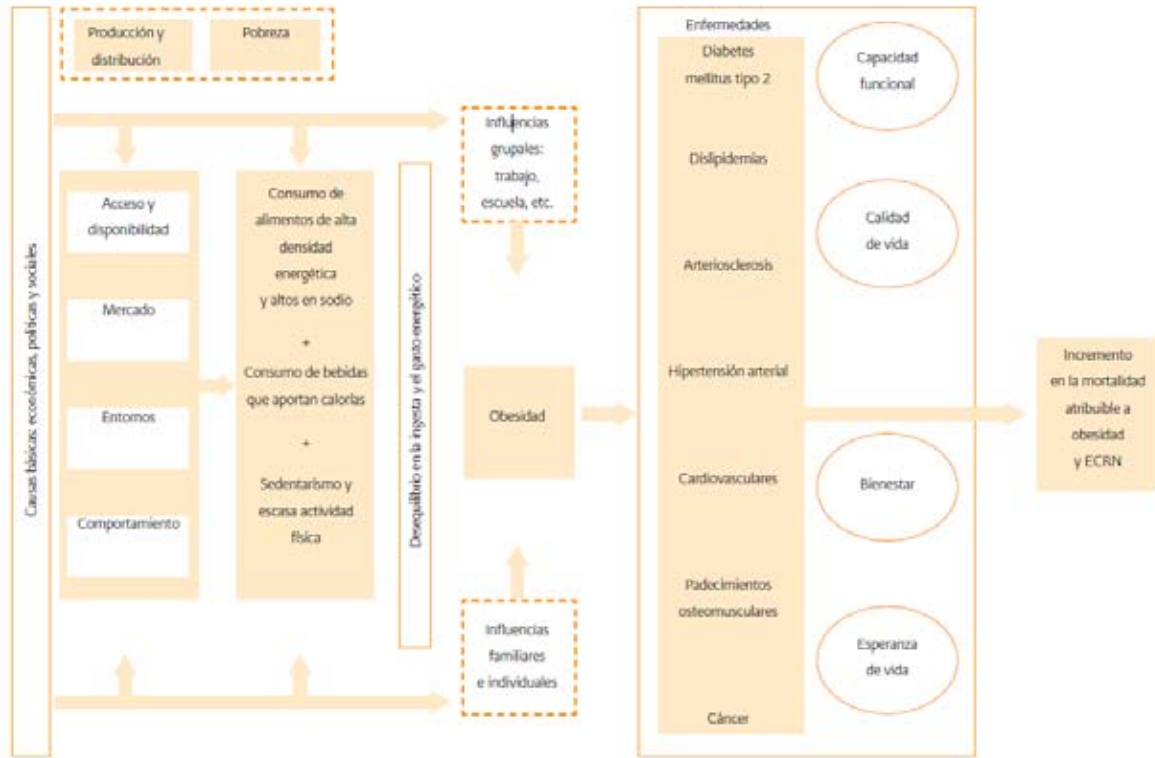 Causas básicas: económicas, políticas y sociales
Producción y
distribución
Pobreza
Acceso y
disponibilidad
Mercado
Entornos
Comportamiento
Consumo de
alimentos de alta
densidad
energética
y altos en sodio
+
Consumo de bebidas
que aportan calorías
+
Sedentarismo y
escasa actividad
física
Desequilibrio en la ingesta y el gasto energético
Influencias
grupales:
trabajo,
escuela, etc.
Obesidad
Influencias
familiares
e individuales
Enfermedades
Diabetes
mellitus tipo 2
Dislipidemias
Arteriosclerosis
Hipertensión arterial
Cardiovasculares
Padecimientos
osteomusculares
Cáncer
Capacidad
funcional
Calidad
de vida
Bienestar
Esperanza
de vida
Incremento
en la mortalidad
atribuible a
obesidad
y ECRN